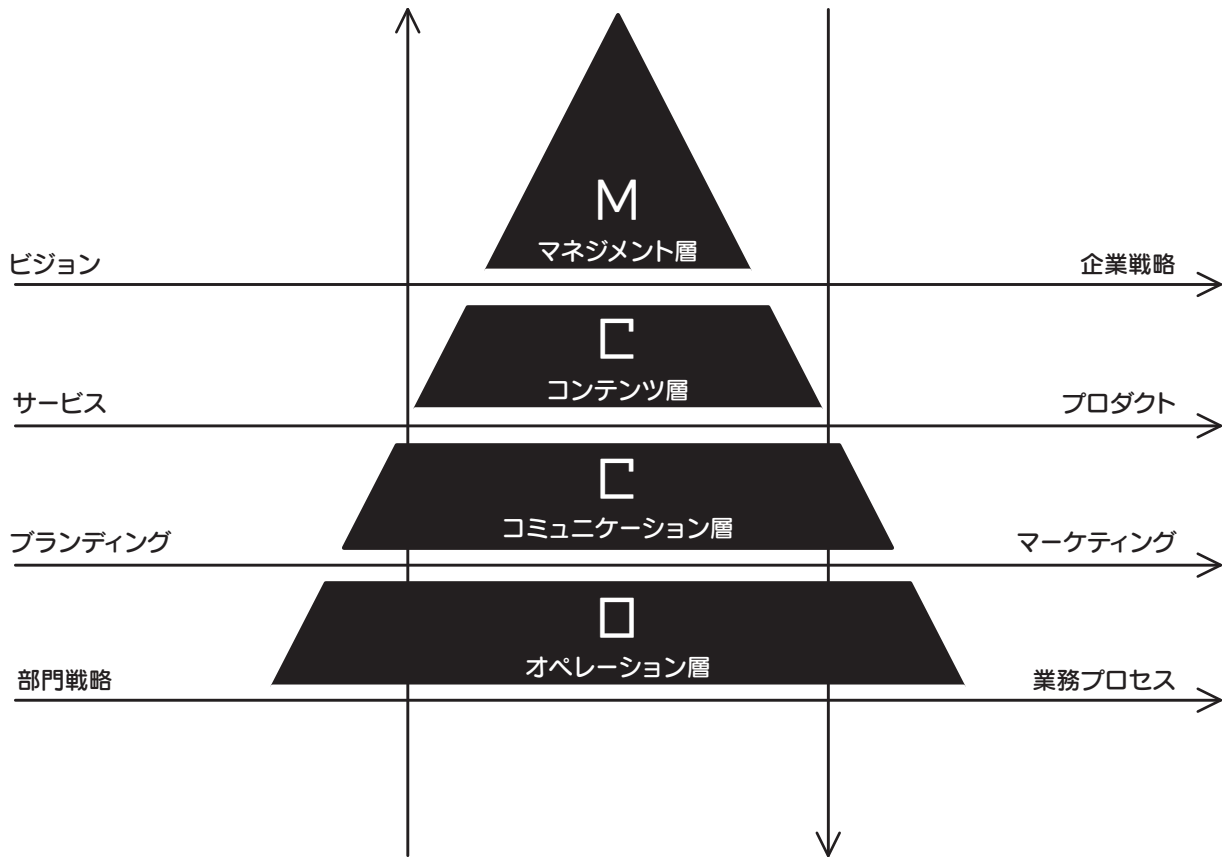 M
マネジメント層
ビジョン
企業戦略
C
コンテンツ層
サービス
プロダクト
C
コミュニケーション層
ブランディング
マーケティング
O
オペレーション層
部門戦略
業務プロセス